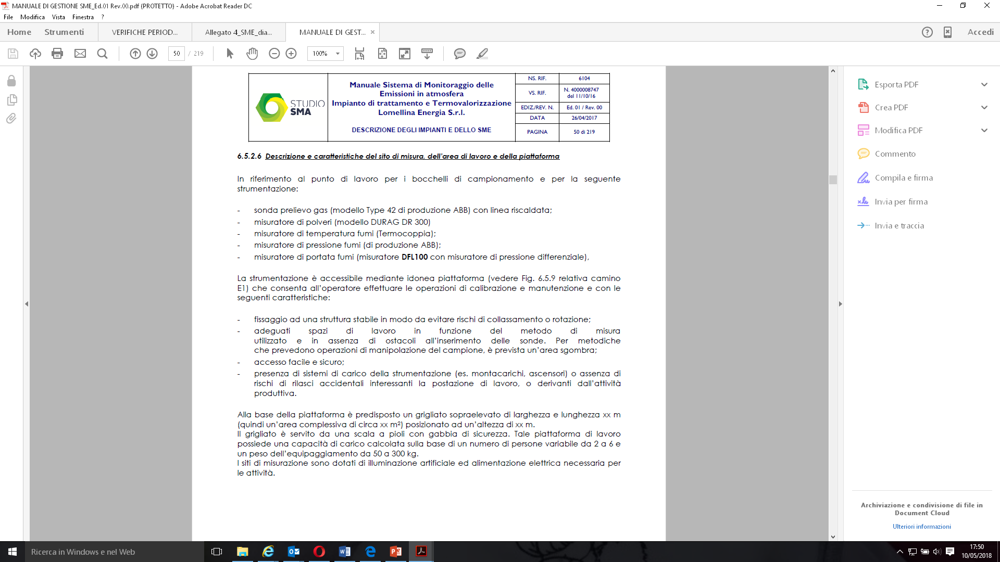 MANUALE DI GESTIONE SME_Ed.01 Rev.00.pdf (PROTETTO) - Adobe Acrobat Reader DC
File Modifica Vista Finestra ?
Home Strumenti VERIFICHE PERIOD... Allegato 4_SME_dia... MANUALE DI GEST... × Accedi
50 / 219 100%
STUDIO
SMA
Manuale Sistema di Monitoraggio delle
Emissioni in atmosfera
Impianto di trattamento e Termovalorizzazione
Lomellina Energia S.r.l.
DESCRIZIONE DEGLI IMPIANTI E DELLO SME
NS. RIF. 6104
VS. RIF. N. 4000008747
del 11/10/16
EDIZ./REV. N. Ed. 01 / Rev. 00
DATA 26/04/2017
PAGINA 50 di 219
6.5.2.6 Descrizione e caratteristiche del sito di misura, dell'area di lavoro e della piattaforma
In riferimento al punto di lavoro per i bocchelli di campionamento e per la seguente
strumentazione:
- sonda prelievo gas (modello Type 42 di produzione ABB) con linea riscaldata;
- misuratore di polveri (modello DURAG DR 300)
- misuratore di temperatura fumi (Termocoppia);
- misuratore di pressione fumi (di produzione ABB);
- misuratore di portata fumi (misuratore DFL100 con misuratore di pressione differenziale),
La strumentazione è accessibile mediante idonea piattaforma (vedere Fig. 6.5.9 relativa camino
E1) che consenta all'operatore effettuare le operazioni di calibrazione e manutenzione e con le
seguenti caratteristiche:
- fissaggio ad una struttura stabile in modo da evitare rischi di collassamento o rotazione;
- adeguati spazi di lavoro in funzione del metodo di misura
utilizzato e in assenza di ostacoli all'inserimento delle sonde. Per metodiche
che prevedono operazioni di manipolazione del campione, è prevista un'area sgombra;
- accesso facile e sicuro;
- presenza di sistemi di carico della strumentazione (es. montacarichi, ascensori) o assenza di
rischi di rilasci accidentali interessanti la postazione di lavoro, o derivanti dall'attività
produttiva.
Alla base della piattaforma è predisposto un grigliato sopraelevato di larghezza e lunghezza xx m
(quindi un'area complessiva di circa xx m²) posizionato ad un'altezza di xx m.
Il grigliato è servito da una scala a pioli con gabbia di sicurezza. Tale piattaforma di lavoro
possiede una capacità di carico calcolata sulla base di un numero di persone variabile da 2 a 6 e
un peso dell'equipaggiamento da 50 a 300 kg.
I siti di misurazione sono dotati di illuminazione artificiale ed alimentazione elettrica necessaria per
le attività.
Esporta PDF
Crea PDF
Modifica PDF
Commento
Compila e firma
Invia per firma
Invia e traccia
Archiviazione e condivisione di file in
Document Cloud
Ulteriori informazioni
Ricerca in Windows e nel Web
17:50
10/05/2018